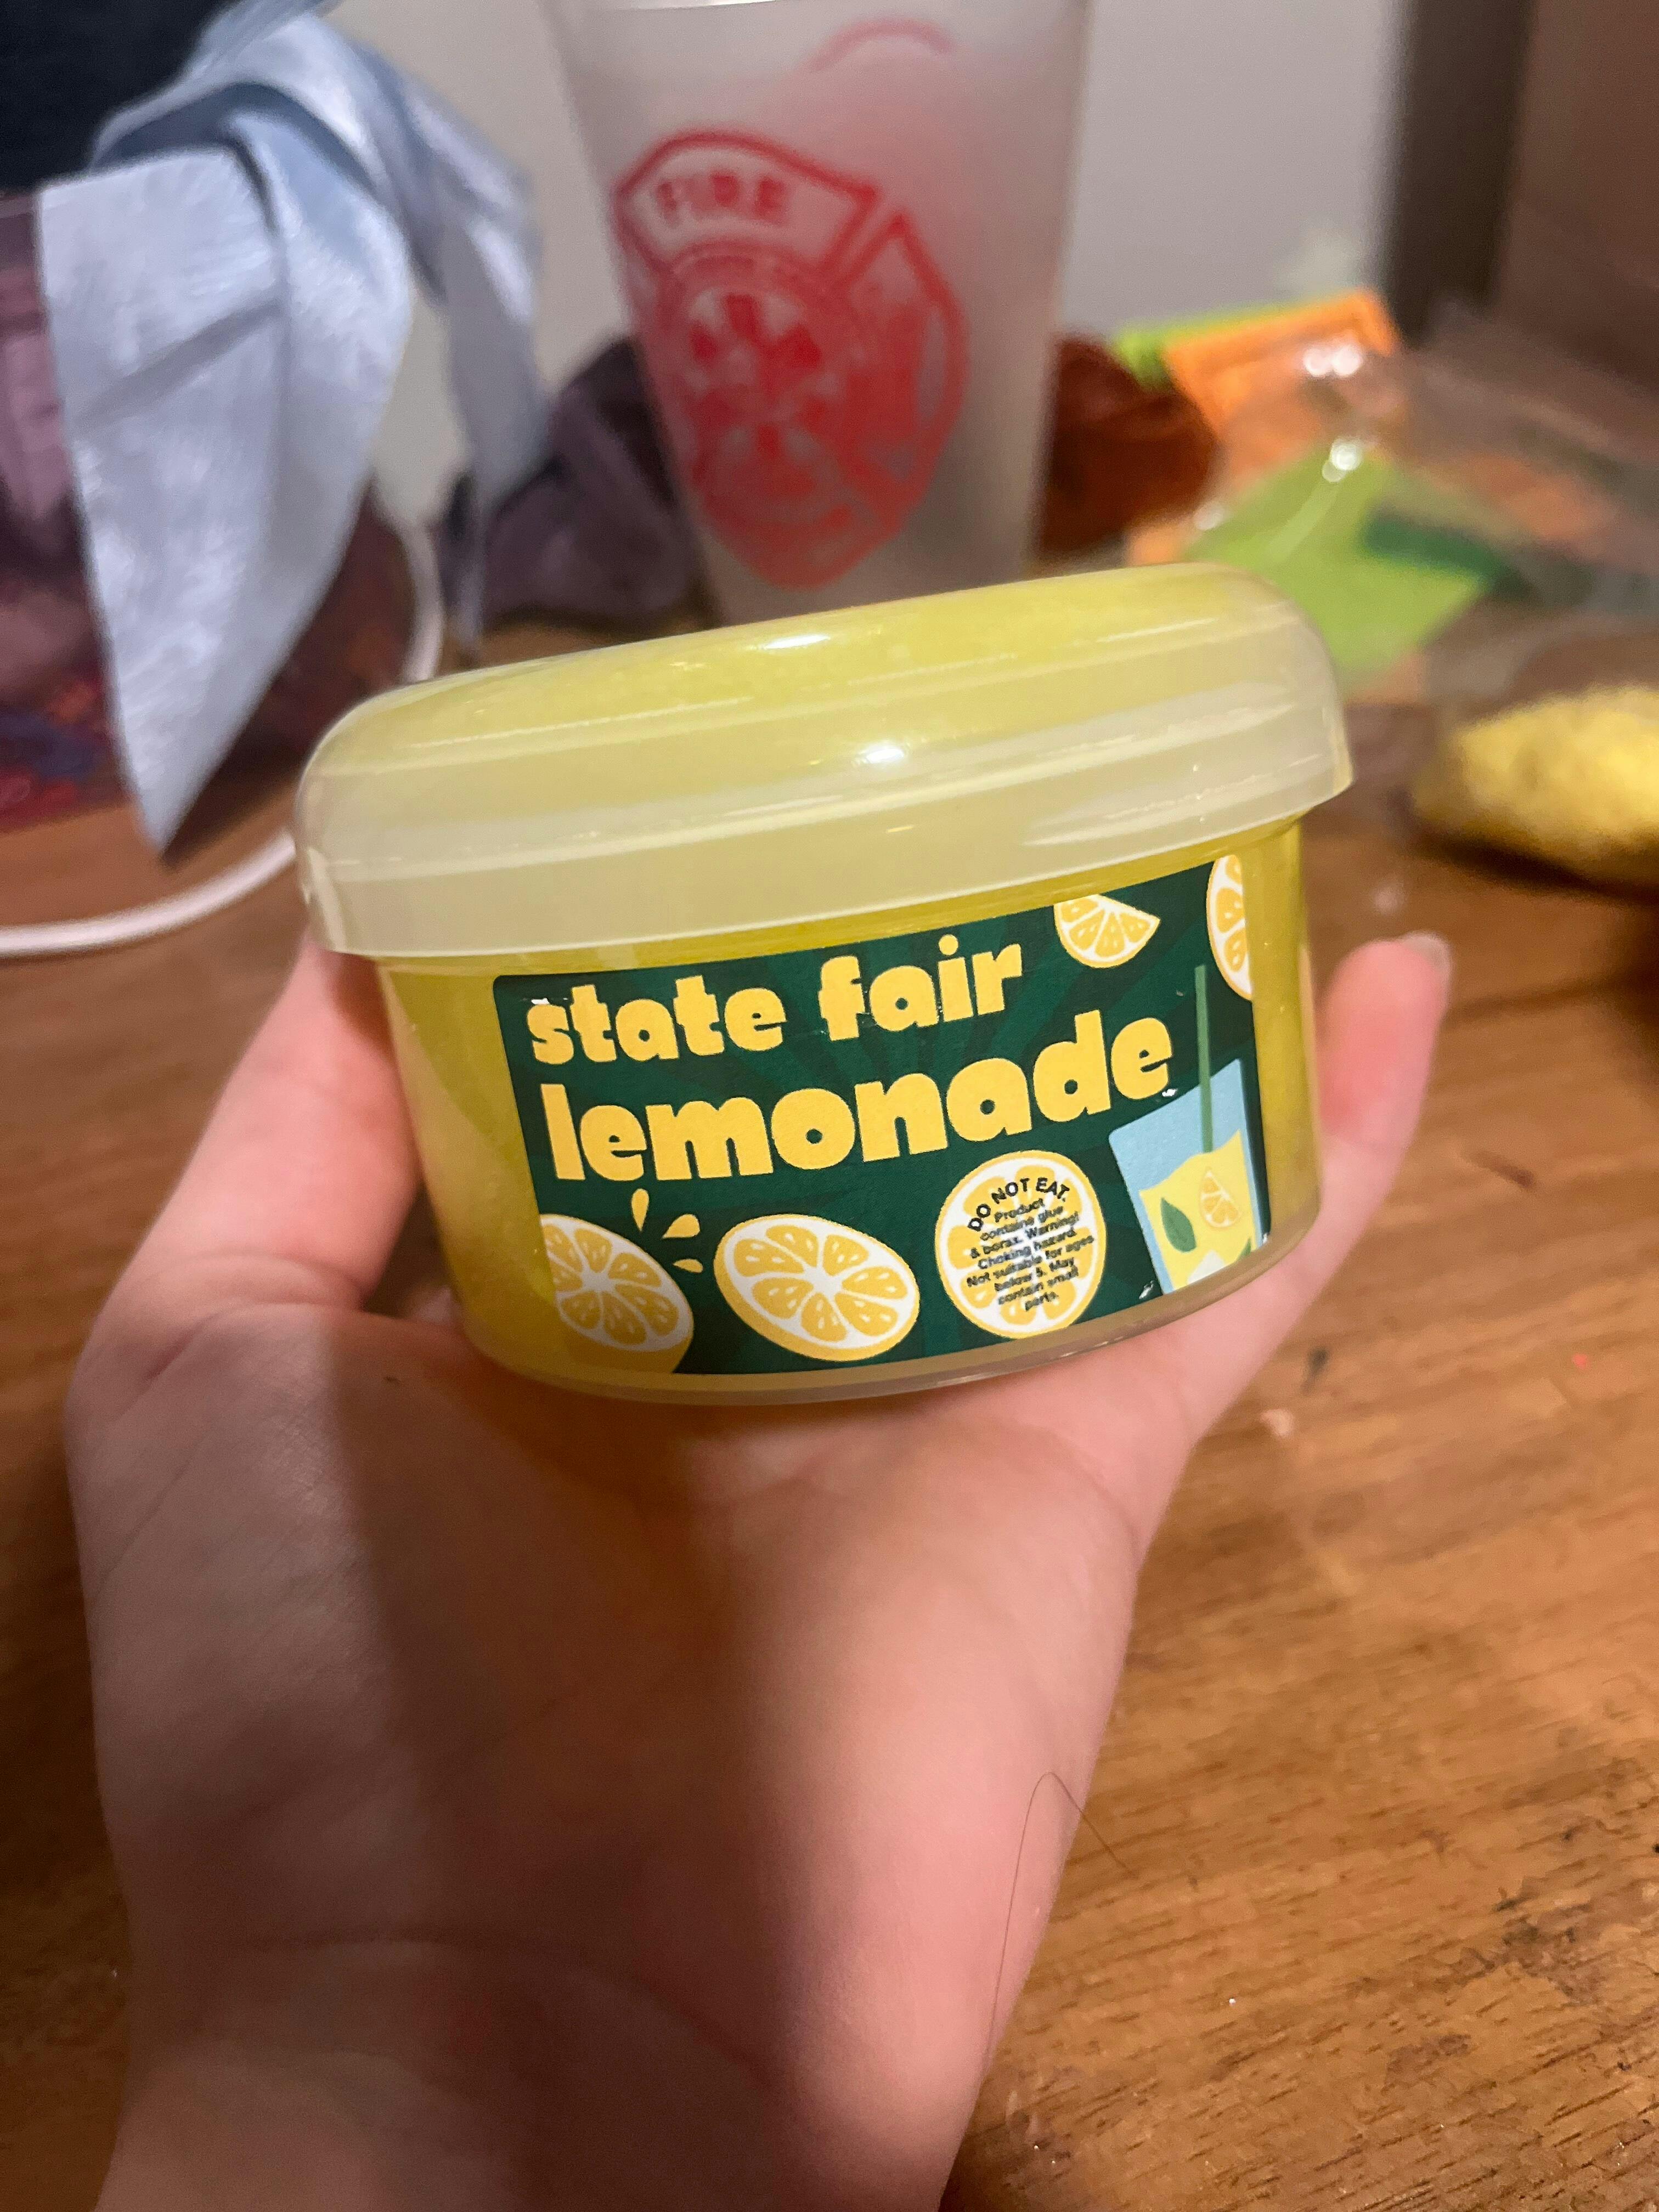 FIRE
state fair
lemonade
DO NOT EAT.
Product
contains glue
& borax. Warning!
Choking hazard
Not suitable for ages
below 5. May
contain small
parts.